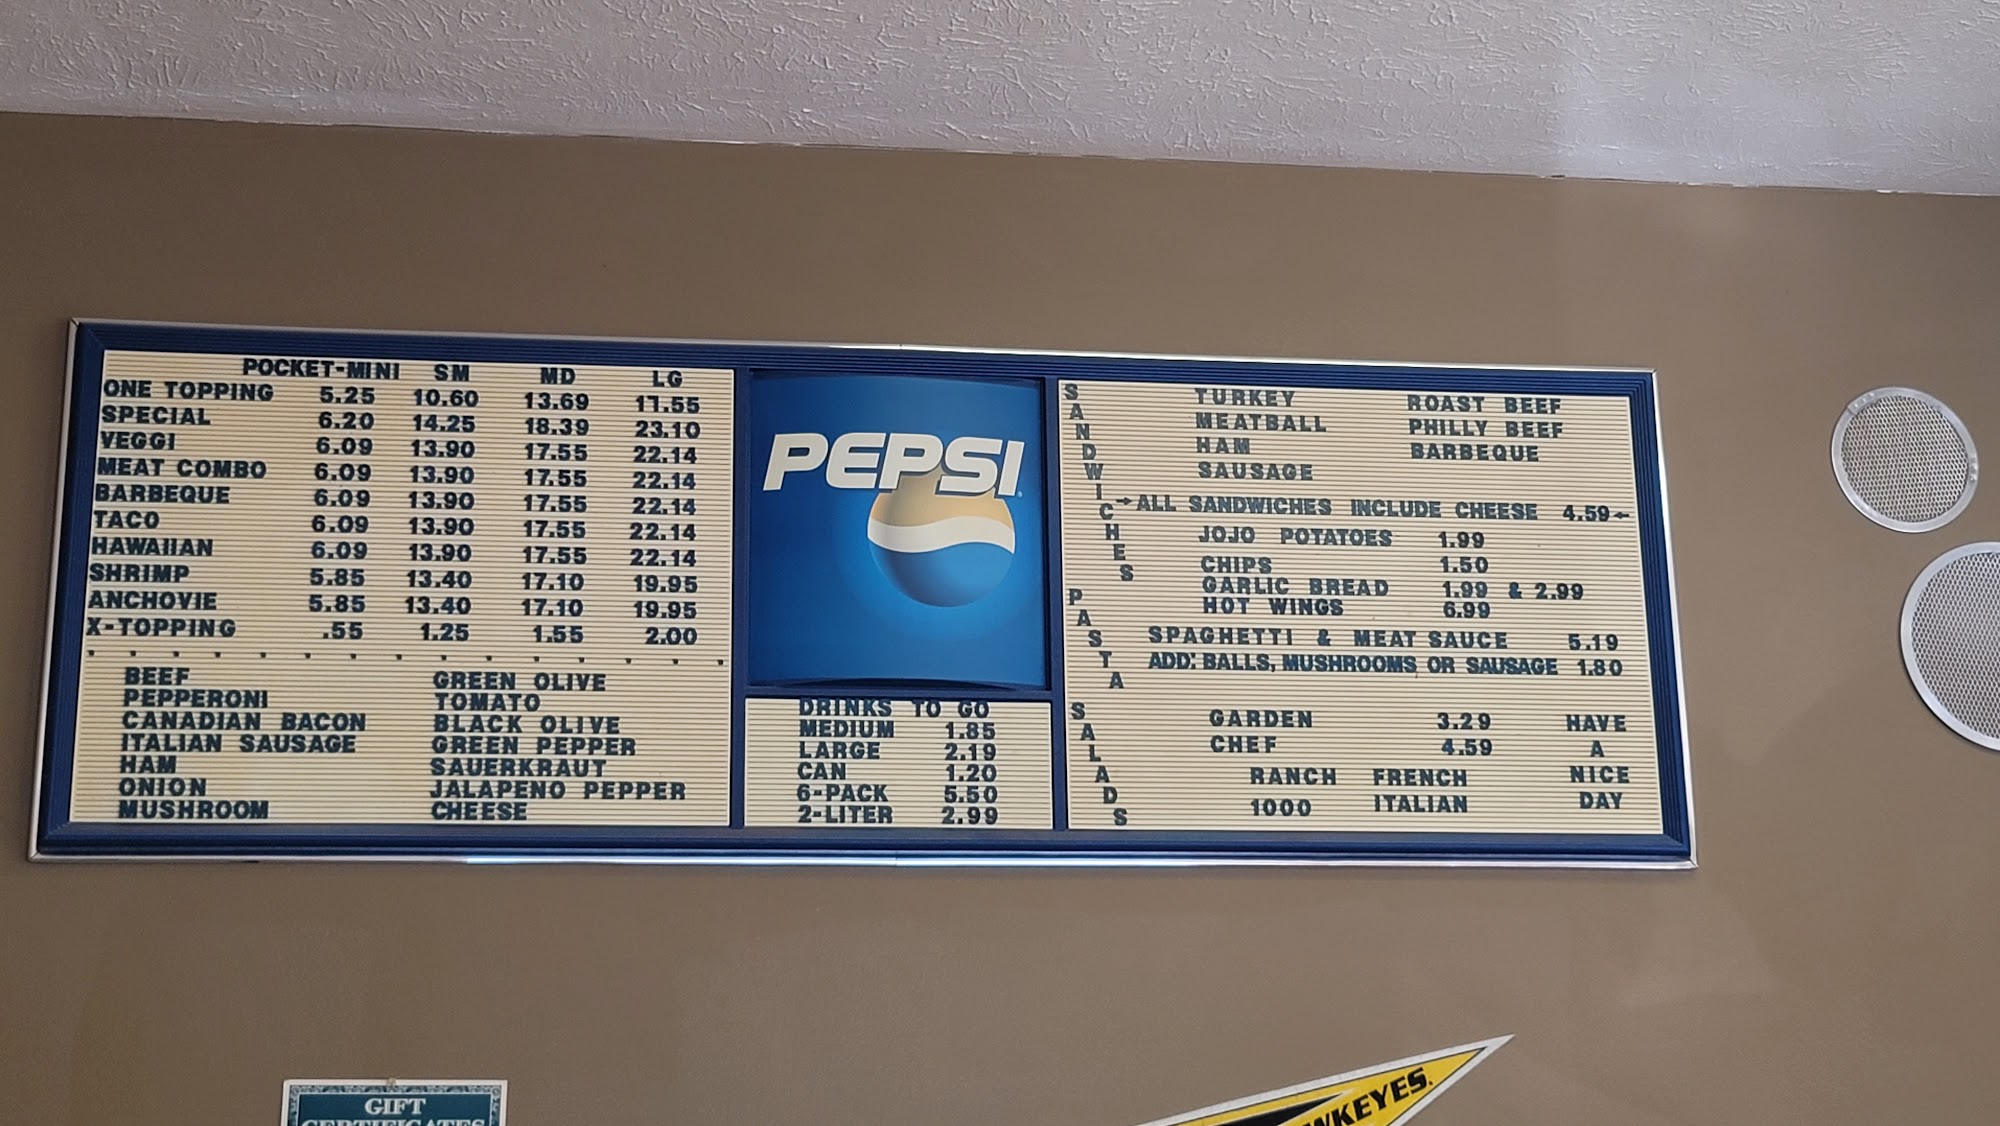 POCKET-MINI SM MD LG
ONE TOPPING 5.25 10.60 13.69 17.55
SPECIAL 6.20 14.25 18.39 23.10
VEGGI 6.09 13.90 17.55 22.14
MEAT COMBO 6.09 13.90 17.55 22.14
BARBEQUE 6.09 13.90 17.55 22.14
TACO 6.09 13.90 17.55 22.14
HAWAIIAN 6.09 13.90 17.55 22.14
SHRIMP 5.85 13.40 17.10 19.95
ANCHOVIE 5.85 13.40 17.10 19.95
X-TOPPING .55 1.25 1.55 2.00
BEEF GREEN OLIVE
PEPPERONI TOMATO
CANADIAN BACON BLACK OLIVE
ITALIAN SAUSAGE GREEN PEPPER
HAM SAUERKRAUT
ONION JALAPENO PEPPER
MUSHROOM CHEESE
PEPSI
DRINKS TO GO
MEDIUM 1.85
LARGE 2.19
CAN 1.20
6-PACK 5.50
2-LITER 2.99
SANDWICHES
TURKEY ROAST BEEF
MEATBALL PHILLY BEEF
HAM BARBEQUE
SAUSAGE
→ALL SANDWICHES INCLUDE CHEESE 4.59←
JOJO POTATOES 1.99
CHIPS 1.50
GARLIC BREAD 1.99 & 2.99
HOT WINGS 6.99
PASTA
SPAGHETTI & MEAT SAUCE 5.19
ADD: BALLS, MUSHROOMS OR SAUSAGE 1.80
SALADS
GARDEN 3.29 HAVE
CHEF 4.59 A
RANCH FRENCH NICE
1000 ITALIAN DAY
GIFT
CERTIFICATES
WKEYES.